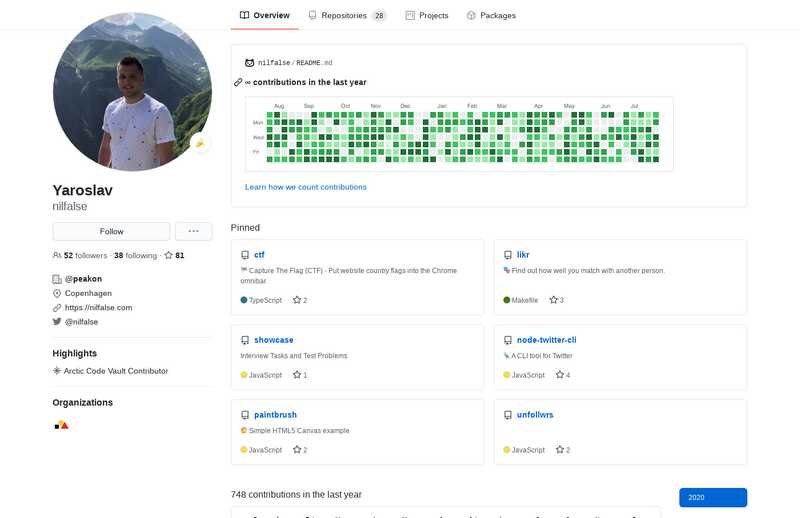 Overview
Repositories 28
Projects
Packages
Yaroslav
nilfalse
Follow
52 followers · 38 following · 81
@peakon
Copenhagen
https://nilfalse.com
@nilfalse
Highlights
Arctic Code Vault Contributor
Organizations
nilfalse/README.md
∞ contributions in the last year
Aug Sep Oct Nov Dec Jan Feb Mar Apr May Jun Jul
Mon
Wed
Fri
Learn how we count contributions
Pinned
ctf
Capture The Flag (CTF) - Put website country flags into the Chrome
omnibar.
TypeScript 2
likr
Find out how well you match with another person.
Makefile 3
showcase
Interview Tasks and Test Problems
JavaScript 1
node-twitter-cli
A CLI tool for Twitter
JavaScript 4
paintbrush
Simple HTML5 Canvas example
JavaScript 2
unfollwrs
JavaScript 2
748 contributions in the last year
2020